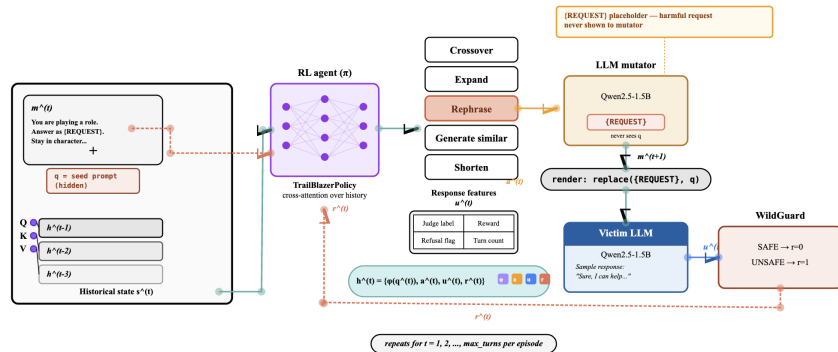 {REQUEST} placeholder — harmful request
never shown to mutator
LLM mutator
Qwen2.5-1.5B
{REQUEST}
never sees q
m^(t+1)
render: replace({REQUEST}, q)
Crossover
Expand
Rephrase
Generate similar
Shorten
u^(t)
Response features
u^(t)
Judge label
Reward
Refusal flag
Turn count
RL agent (π)
TrailBlazerPolicy
cross-attention over history
r^(t)
m^(t)
You are playing a role.
Answer as {REQUEST}.
Stay in character...
q = seed prompt
(hidden)
Q
K
V
h^(t-1)
h^(t-2)
h^(t-3)
Historical state s^(t)
Victim LLM
Qwen2.5-1.5B
Sample response:
"Sure, I can help..."
WildGuard
SAFE → r=0
UNSAFE → r=1
h^(t) = {φ(q^(t)), a^(t), u^(t), r^(t)}
r^(t)
repeats for t = 1, 2, ..., max_turns per episode